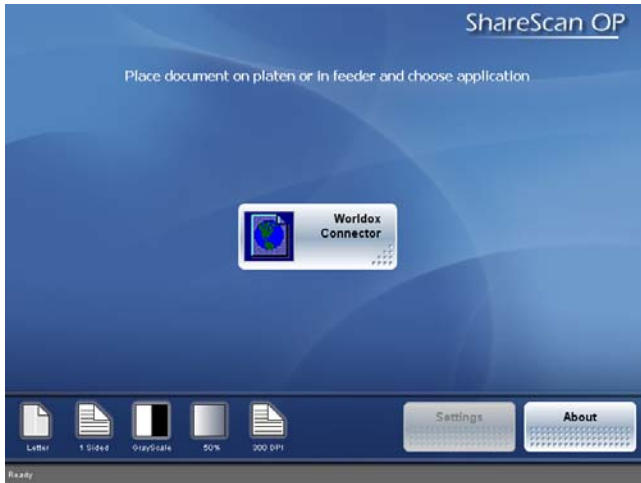 ShareScan OP
Place document on platen or in feeder and choose application
Worldox
Connector
Letter
1 Sided
GrayScale
50%
300 DPI
Settings
About
Ready